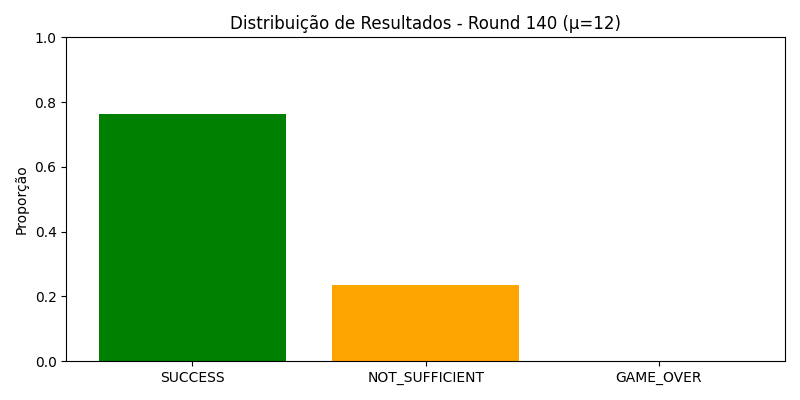 Distribuição de Resultados - Round 140 (μ=12)
Proporção
1.0
0.8
0.6
0.4
0.2
0.0
SUCCESS
NOT_SUFFICIENT
GAME_OVER